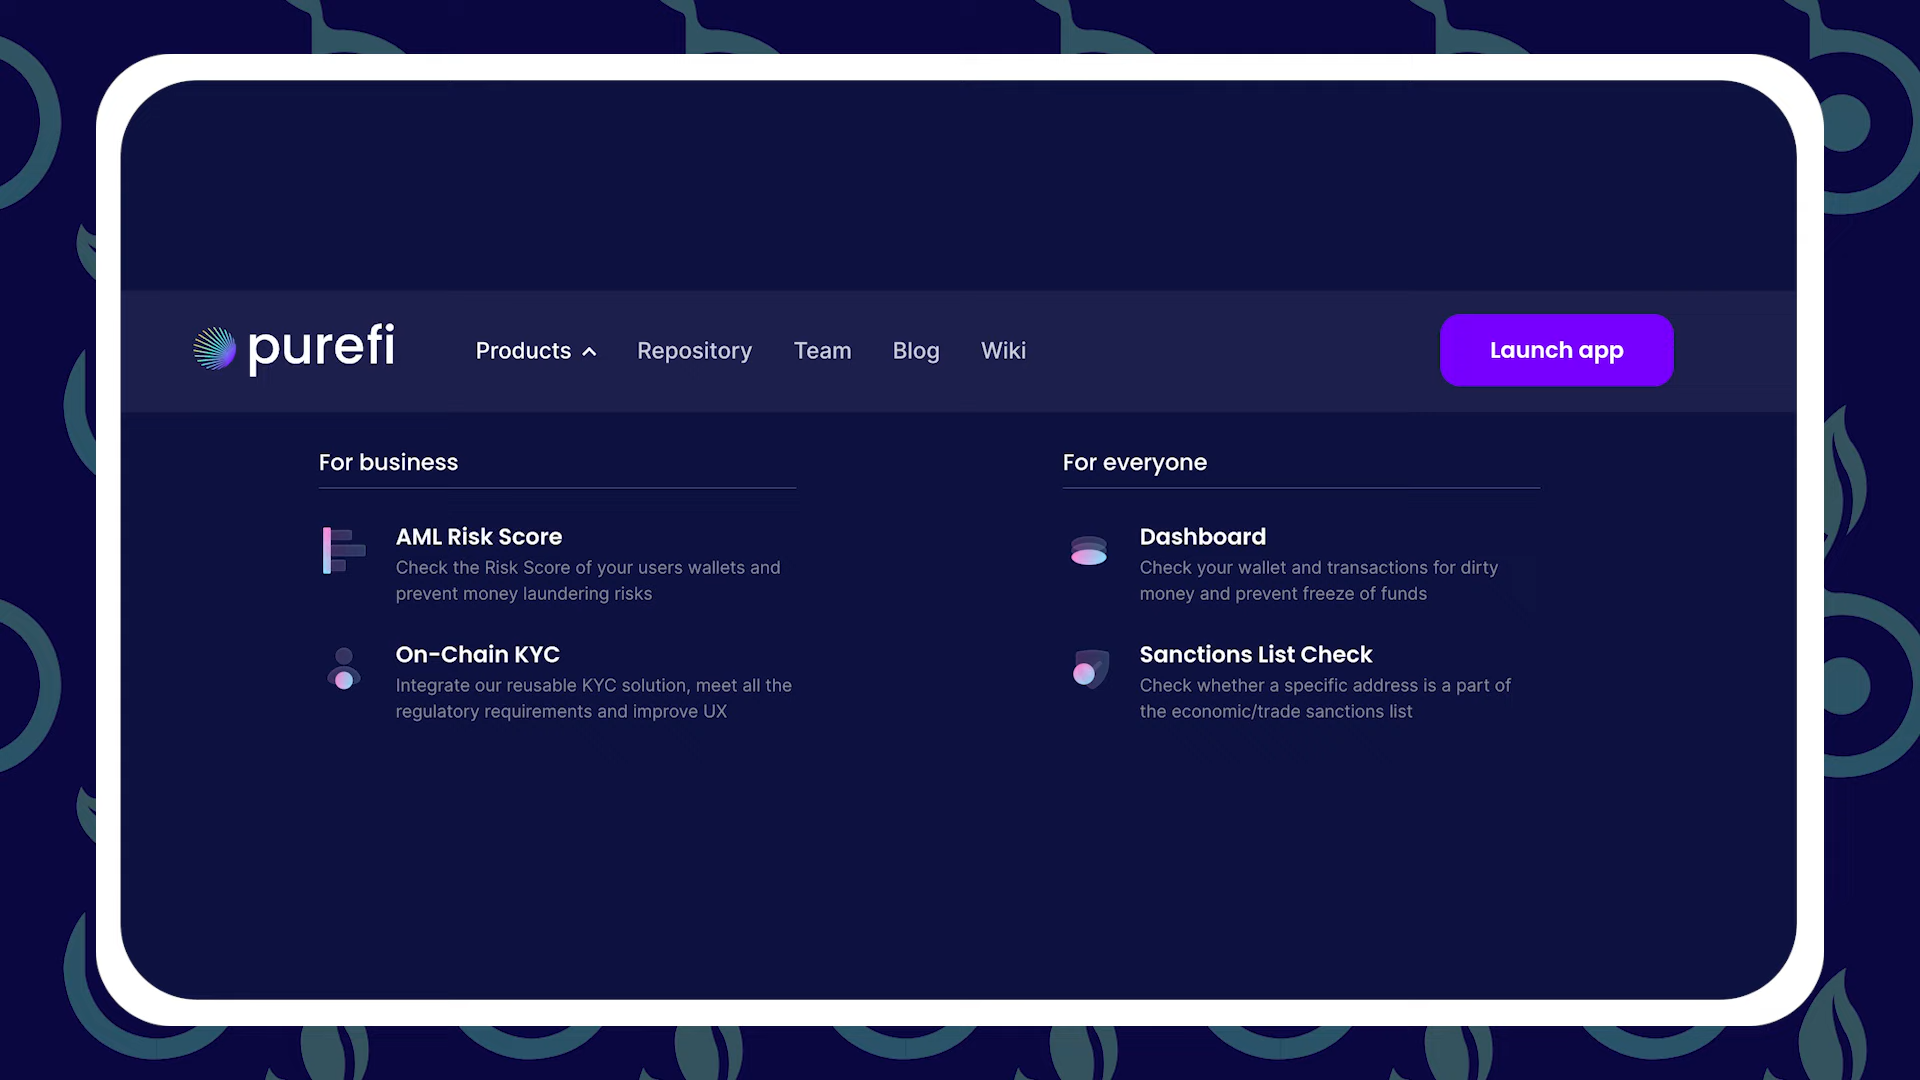 purefi
Products
Repository
Team
Blog
Wiki
Launch app
For business
AML Risk Score
Check the Risk Score of your users wallets and
prevent money laundering risks
On-Chain KYC
Integrate our reusable KYC solution, meet all the
regulatory requirements and improve UX
For everyone
Dashboard
Check your wallet and transactions for dirty
money and prevent freeze of funds
Sanctions List Check
Check whether a specific address is a part of
the economic/trade sanctions list